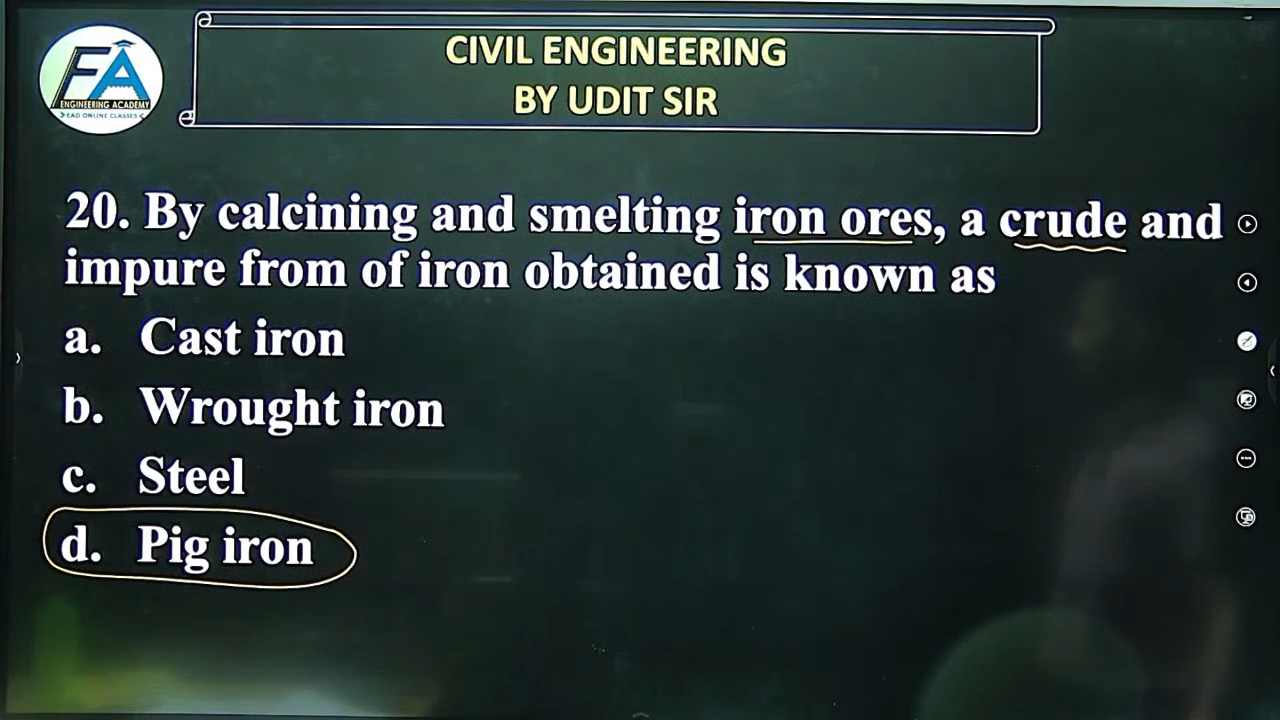 FA
ENGINEERING ACADEMY
EAD ONLINE CLASSES
CIVIL ENGINEERING
BY UDIT SIR
20. By calcining and smelting iron ores, a crude and
impure from of iron obtained is known as
a. Cast iron
b. Wrought iron
c. Steel
d. Pig iron